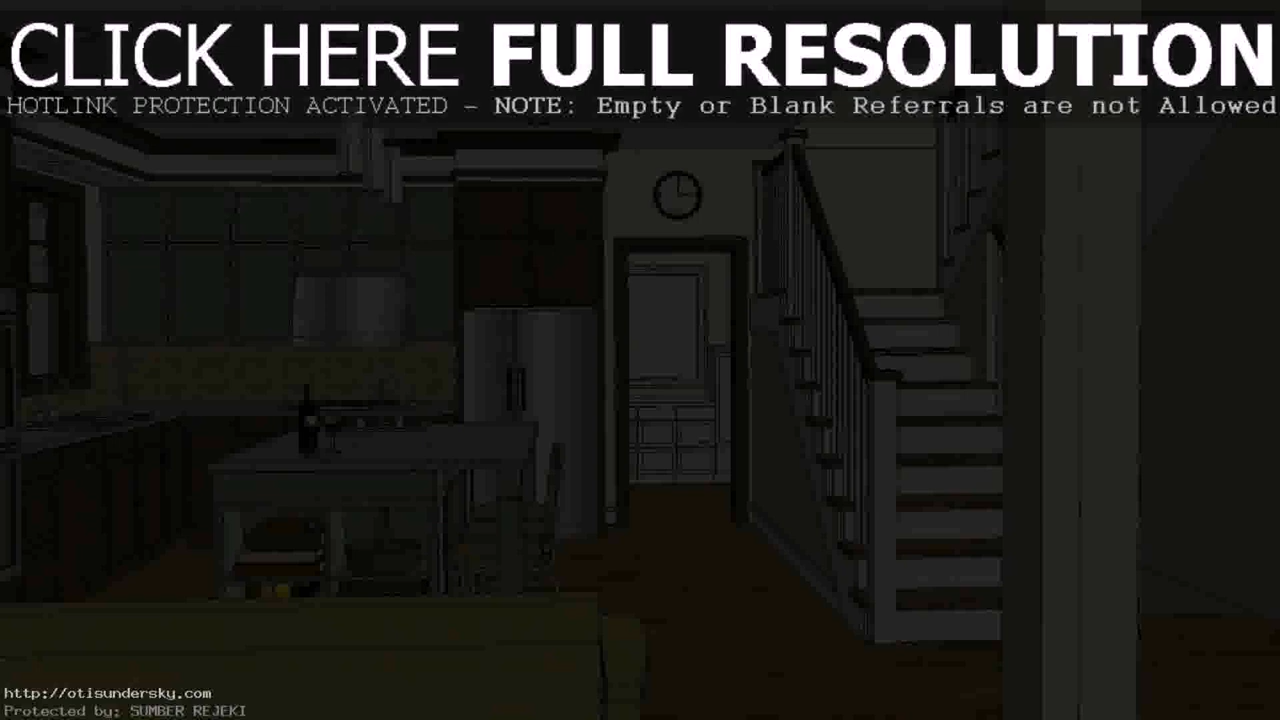 CLICK HERE FULL RESOLUTION
HOTLINK PROTECTION ACTIVATED – NOTE: Empty or Blank Referrals are not Allowed
http://otisundersky.com
Protected by; SUMBER REJEKI